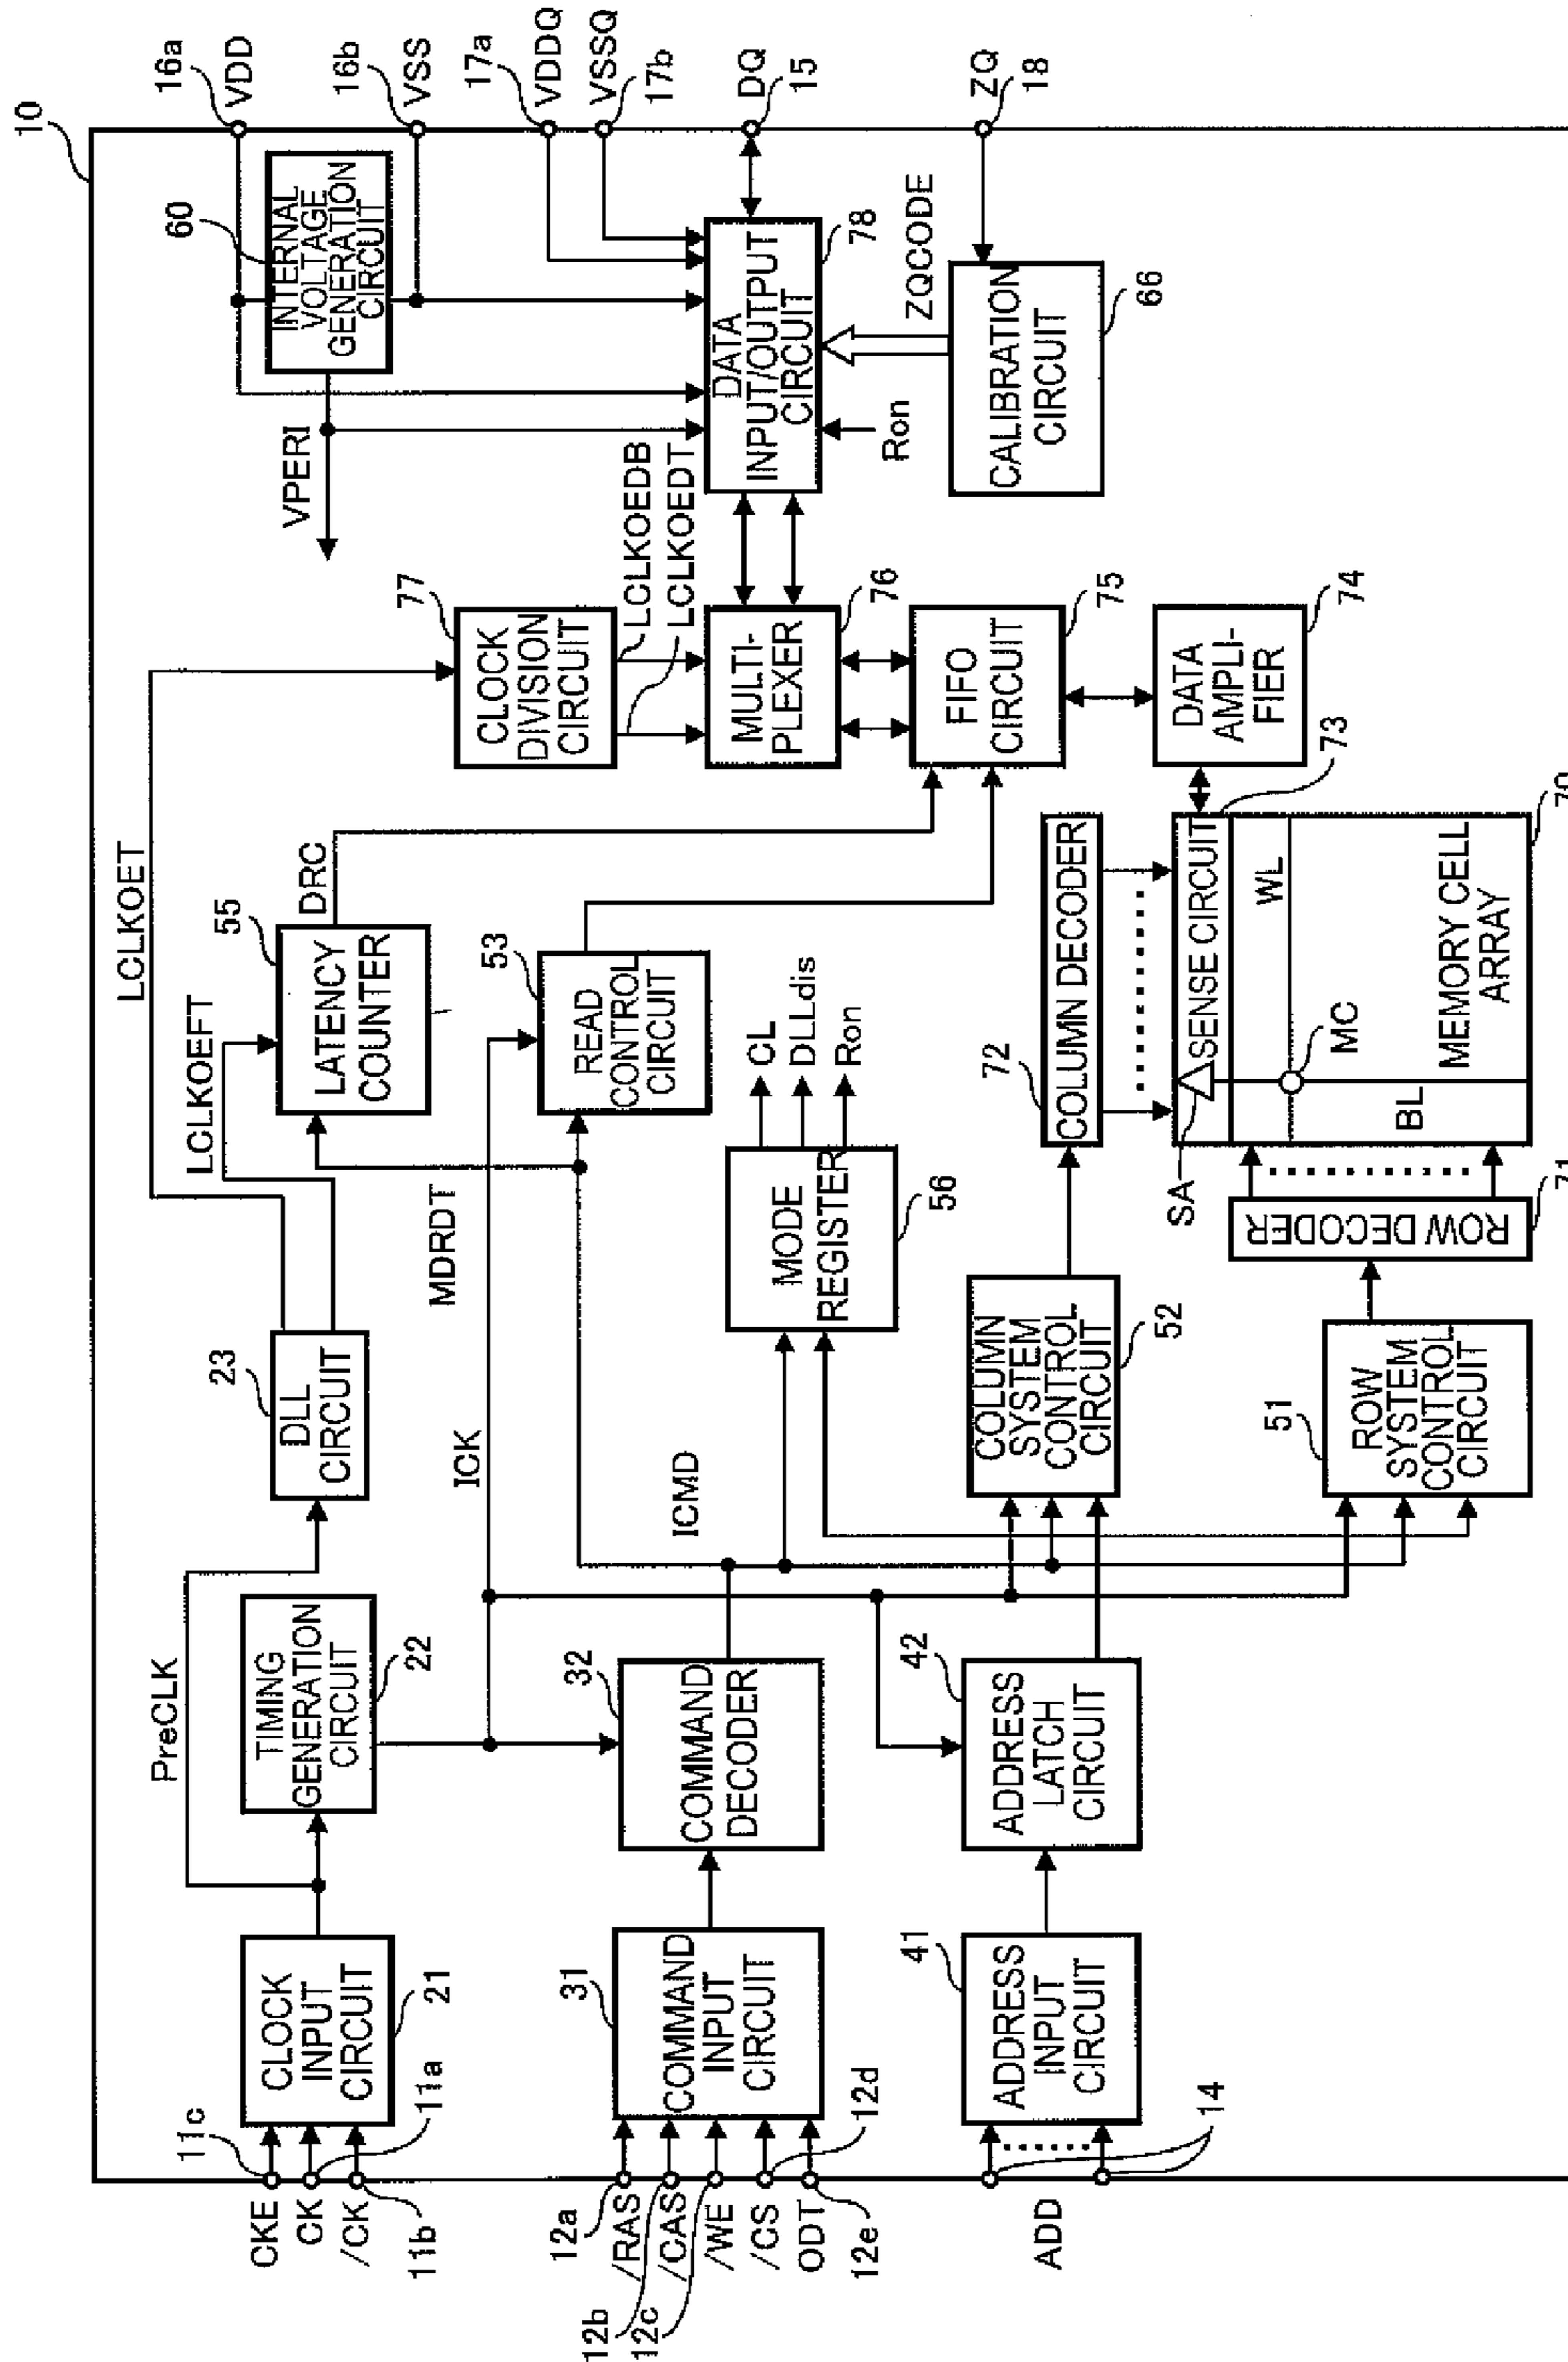 10
16a
VDD
16b
VSS
17a
VDDQ
VSSQ
17b
DQ
15
ZQ
18
60
INTERNAL
VOLTAGE
GENERATION
CIRCUIT
VPERI
DATA
INPUT/OUTPUT
CIRCUIT
78
ZQCODE
Ron
CALIBRATION
CIRCUIT
66
LCLKOET
77
CLOCK
DIVISION
CIRCUIT
LCLKOEDB
LCLKOEDT
MULTI-
PLEXER
76
FIFO
CIRCUIT
75
DATA
AMPLI-
FIER
74
LCLKOEFT
55
LATENCY
COUNTER
DRC
53
READ
CONTROL
CIRCUIT
MDRDT
CL
DLLdis
Ron
MODE
REGISTER
56
72
COLUMN DECODER
SENSE CIRCUIT
73
SA
WL
MC
BL
MEMORY CELL
ARRAY
70
ROW DECODER
71
23
DLL
CIRCUIT
PreCLK
TIMING
GENERATION
CIRCUIT
22
ICK
ICMD
COLUMN
SYSTEM
CONTROL
CIRCUIT
52
51
ROW
SYSTEM
CONTROL
CIRCUIT
32
COMMAND
DECODER
42
ADDRESS
LATCH
CIRCUIT
CLOCK
INPUT
CIRCUIT
21
31
COMMAND
INPUT
CIRCUIT
41
ADDRESS
INPUT
CIRCUIT
11c
CKE
CK
11a
/CK
11b
12a
/RAS
12b
/CAS
12c
/WE
/CS
12d
ODT
12e
ADD
14